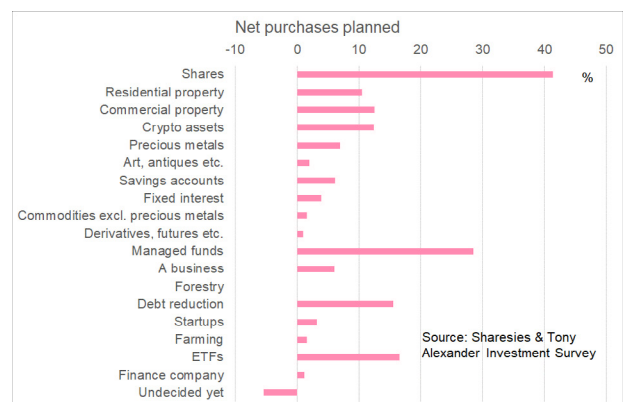 Net purchases planned
-10 0 10 20 30 40 50
Shares
%
Residential property
Commercial property
Crypto assets
Precious metals
Art, antiques etc.
Savings accounts
Fixed interest
Commodities excl. precious metals
Derivatives, futures etc.
Managed funds
A business
Forestry
Debt reduction
Startups
Farming
ETFs
Finance company
Undecided yet
Source: Sharesies & Tony
Alexander Investment Survey